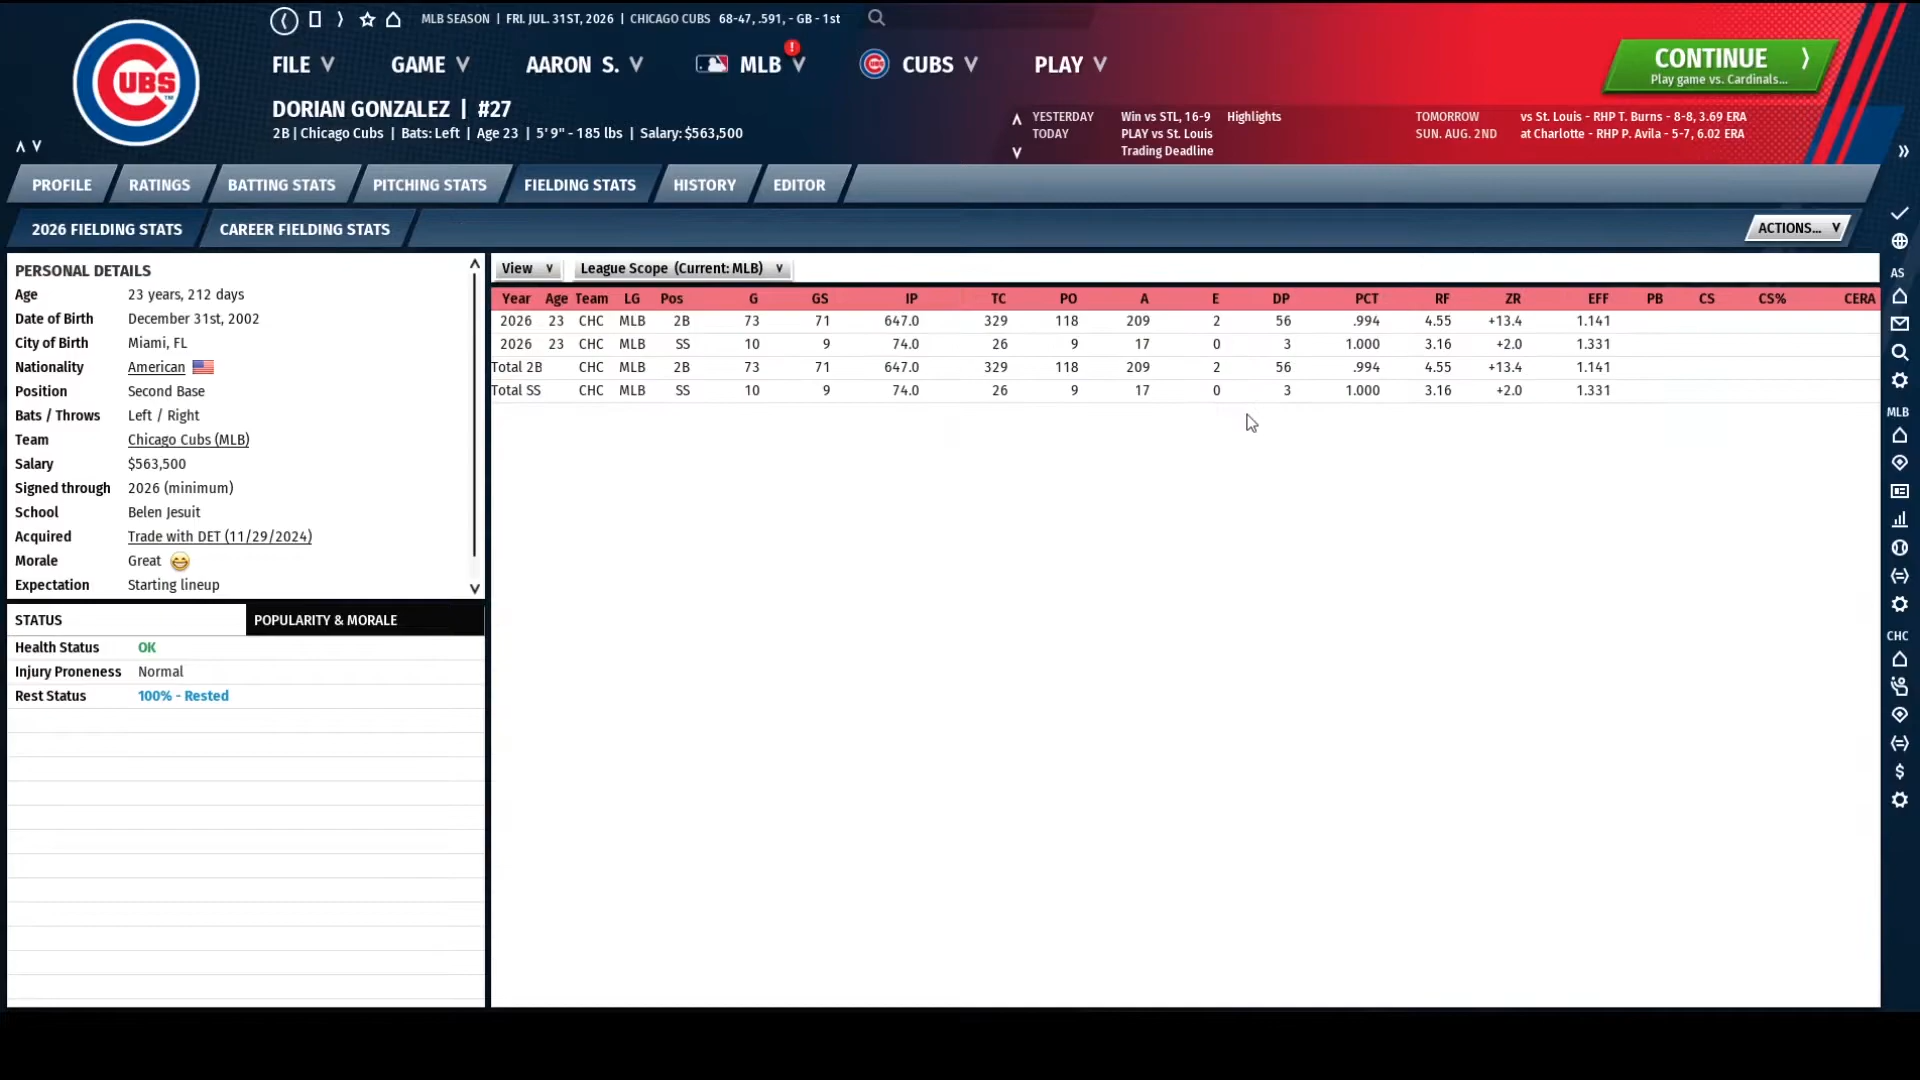 MLB SEASON | FRI. JUL. 31ST, 2026 | CHICAGO CUBS 68-47, .591, - GB - 1st
CUBS
TM
FILE GAME AARON S. MLB ! CUBS PLAY
CONTINUE
Play game vs. Cardinals...
DORIAN GONZALEZ | #27
2B | Chicago Cubs | Bats: Left | Age 23 | 5' 9" - 185 lbs | Salary: $563,500
YESTERDAY Win vs STL, 16-9 Highlights TOMORROW vs St. Louis - RHP T. Burns - 8-8, 3.69 ERA
TODAY PLAY vs St. Louis SUN. AUG. 2ND at Charlotte - RHP P. Avila - 5-7, 6.02 ERA
Trading Deadline
PROFILE RATINGS BATTING STATS PITCHING STATS FIELDING STATS HISTORY EDITOR
2026 FIELDING STATS CAREER FIELDING STATS ACTIONS...
PERSONAL DETAILS
Age 23 years, 212 days
Date of Birth December 31st, 2002
City of Birth Miami, FL
Nationality American
Position Second Base
Bats / Throws Left / Right
Team Chicago Cubs (MLB)
Salary $563,500
Signed through 2026 (minimum)
School Belen Jesuit
Acquired Trade with DET (11/29/2024)
Morale Great
Expectation Starting lineup
STATUS POPULARITY & MORALE
Health Status OK
Injury Proneness Normal
Rest Status 100% - Rested
View League Scope (Current: MLB)
Year Age Team LG Pos G GS IP TC PO A E DP PCT RF ZR EFF PB CS CS% CERA
2026 23 CHC MLB 2B 73 71 647.0 329 118 209 2 56 .994 4.55 +13.4 1.141
2026 23 CHC MLB SS 10 9 74.0 26 9 17 0 3 1.000 3.16 +2.0 1.331
Total 2B CHC MLB 2B 73 71 647.0 329 118 209 2 56 .994 4.55 +13.4 1.141
Total SS CHC MLB SS 10 9 74.0 26 9 17 0 3 1.000 3.16 +2.0 1.331
AS
MLB
CHC
$